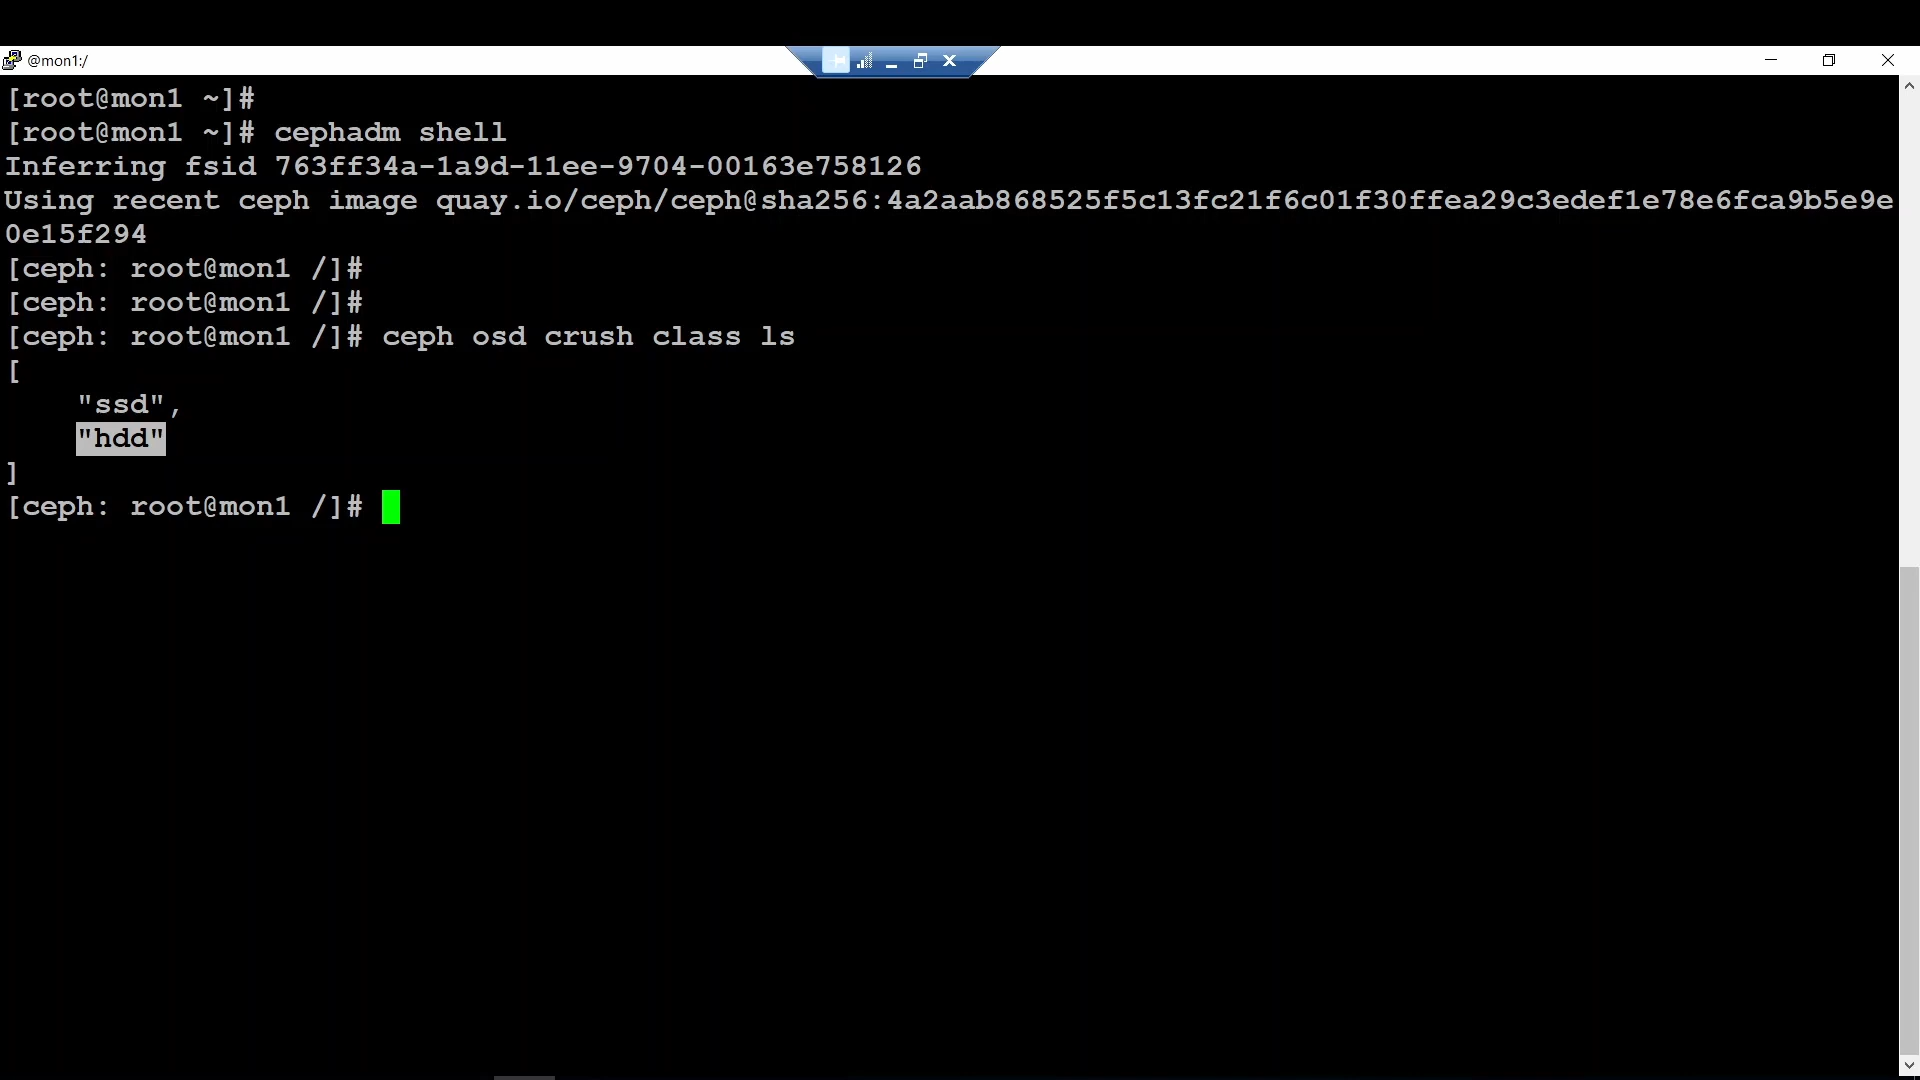 @mon1:/
[root@mon1 ~]#
[root@mon1 ~]# cephadm shell
Inferring fsid 763ff34a-1a9d-11ee-9704-00163e758126
Using recent ceph image quay.io/ceph/ceph@sha256:4a2aab868525f5c13fc21f6c01f30ffea29c3edef1e78e6fca9b5e9e
0e15f294
[ceph: root@mon1 /]#
[ceph: root@mon1 /]#
[ceph: root@mon1 /]# ceph osd crush class ls
[
    "ssd",
    "hdd"
]
[ceph: root@mon1 /]#